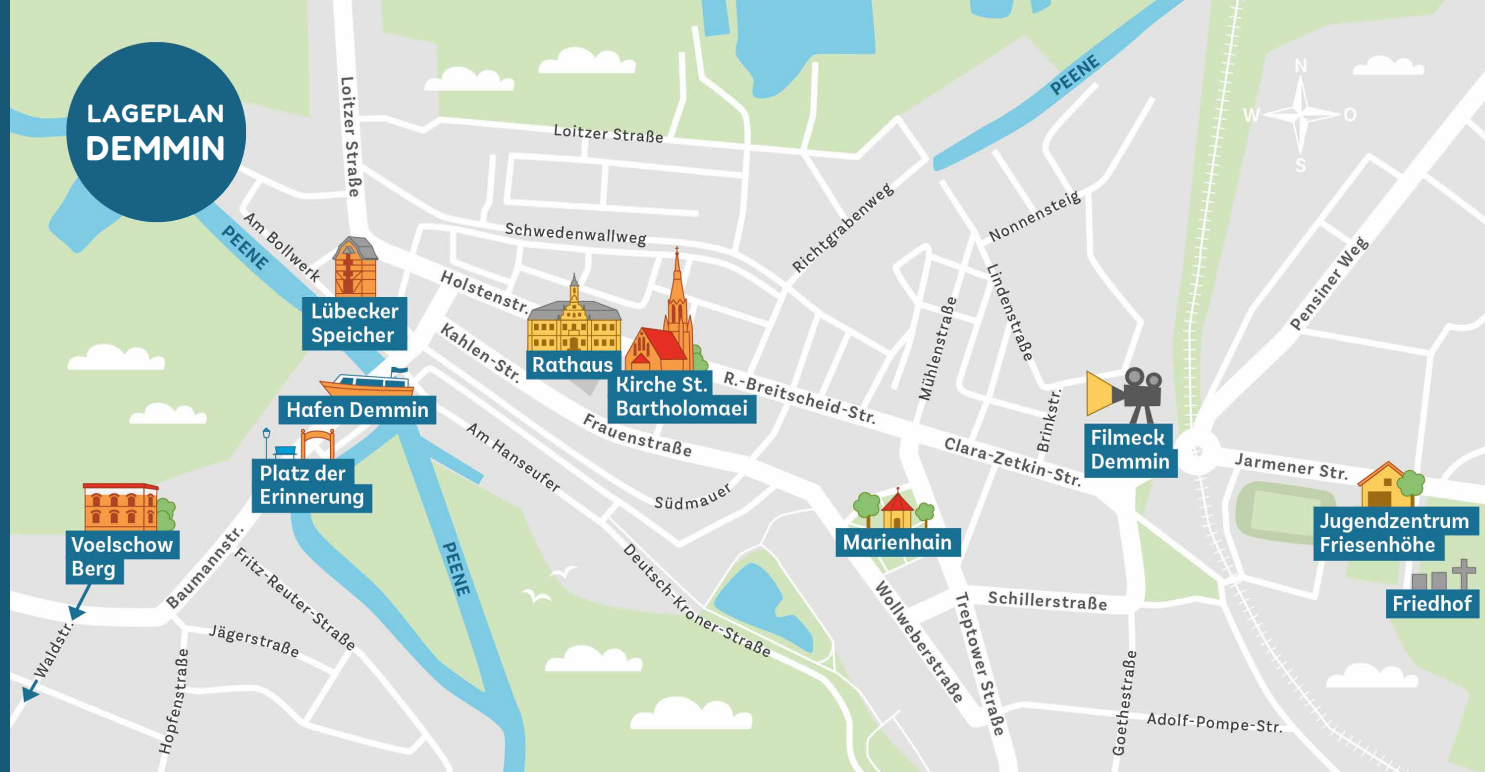 LAGEPLAN
DEMMIN
Loitzer Straße
Loitzer Straße
PEENE
N
W
O
S
Am Bollwerk
PEENE
Schwedenwallweg
Richtgrabenweg
Nonnensteig
Lindenstraße
Pensiner Weg
Lübecker
Speicher
Holstenstr.
Kahlen-Str.
Rathaus
Kirche St.
Bartholomaei
R.-Breitscheid-Str.
Mühlenstraße
Brinkstr.
Hafen Demmin
Frauenstraße
Clara-Zetkin-Str.
Filmeck
Demmin
Jarmener Str.
Platz der
Erinnerung
Am Hanseufer
Südmauer
Marienhain
Jugendzentrum
Friesenhöhe
Voelschow
Berg
Baumannstr.
Fritz-Reuter-Straße
PEENE
Deutsch-Kroner-Straße
Wollweberstraße
Treptower Straße
Schillerstraße
Friedhof
Waldstr.
Jägerstraße
Hopfenstraße
Goethestraße
Adolf-Pompe-Str.